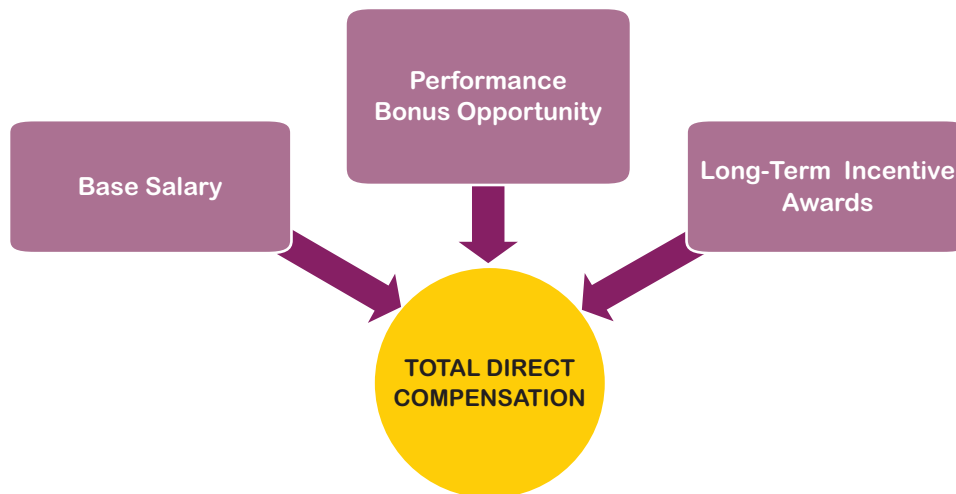 Performance
Bonus Opportunity
Base Salary
Long-Term Incentive
Awards
TOTAL DIRECT
COMPENSATION